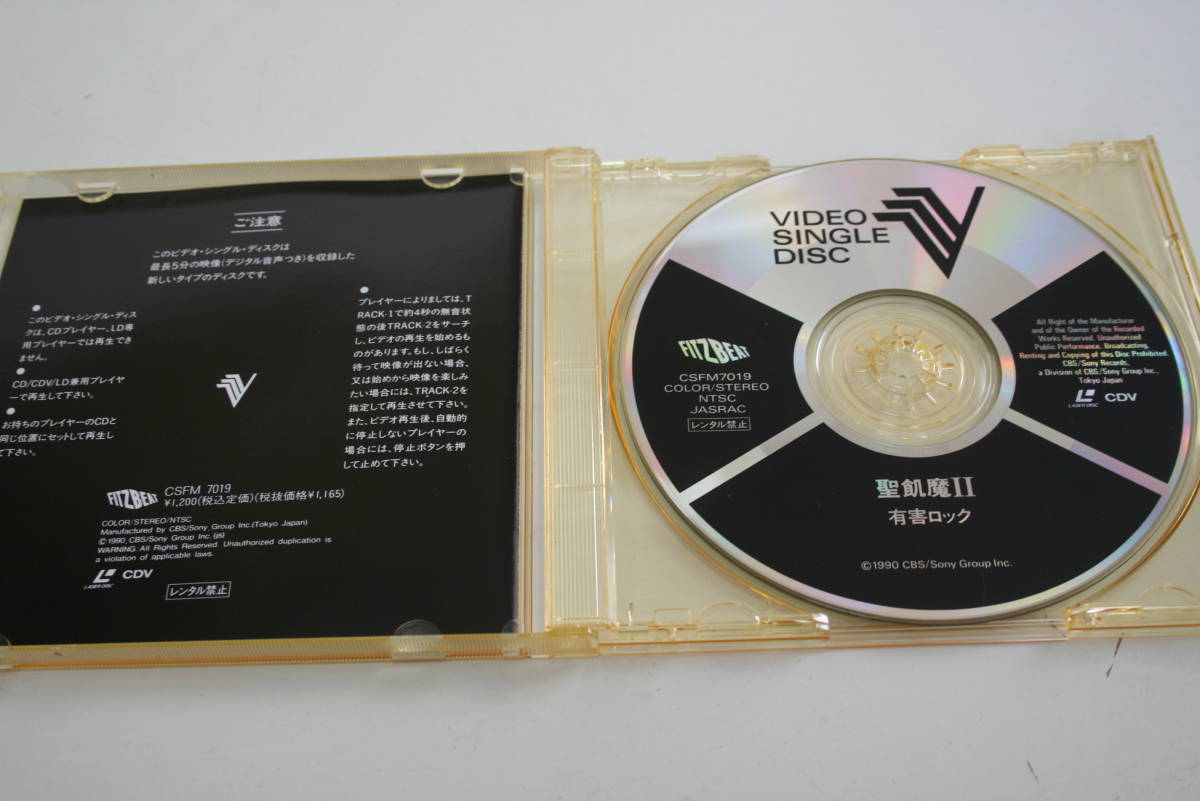 ご注意
このビデオ・シングル・ディスクは
最長5分の映像(デジタル音声つき)を収録した
新しいタイプのディスクです。
●
このビデオ・シングル・ディス
クは、CDプレイヤー、LD専
用プレイヤーでは再生でき
ません。
●
CD/CDV/LD兼用プレイヤ
ーで再生して下さい。
●
お持ちのプレイヤーのCDと
同じ位置にセットして再生し
て下さい。
●
プレイヤーによりましては、T
RACK-1で約4秒の無音状
態の後TRACK-2をサーチ
し、ビデオの再生を始めるも
のがあります。もし、しばらく
待って映像が出ない場合、
又は始めから映像を楽しみ
たい場合には、TRACK-2を
指定して再生させて下さい。
また、ビデオ再生後、自動的
に停止しないプレイヤーの
場合には、停止ボタンを押
して止めて下さい。
FITZBEAT
CSFM 7019
¥1,200(税込定価)(税抜価格¥1,165)
COLOR/STEREO/NTSC
Manufactured by CBS/Sony Group Inc.(Tokyo Japan)
©1990 CBS/Sony Group Inc.(js)
WARNING: All Rights Reserved. Unauthorized duplication is
a violation of applicable laws.
LASER DISC CDV
レンタル禁止
VIDEO
SINGLE
DISC
FITZBEAT
CSFM7019
COLOR/STEREO
NTSC
JASRAC
レンタル禁止
All Right of the Manufacturer
and of the Owner of the Recorded
Works Reserved. Unauthorized
Public Performance, Broadcasting,
Renting and Copying of this Disc Prohibited.
CBS/Sony Records,
a Division of CBS/Sony Group Inc.,
Tokyo Japan
LASER DISC CDV
聖飢魔II
有害ロック
©1990 CBS/Sony Group Inc.